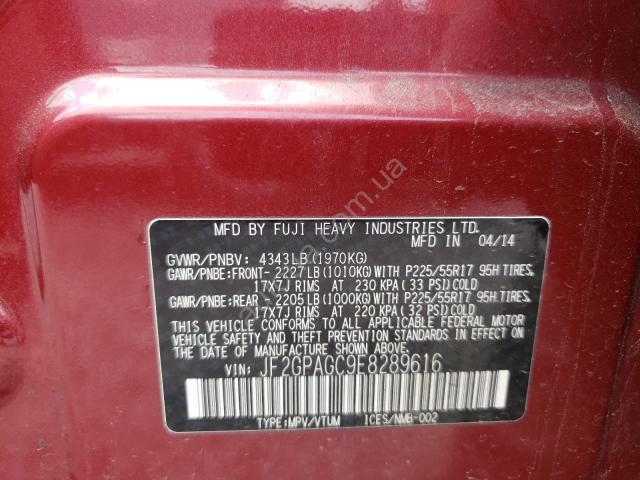 MFD BY FUJI HEAVY INDUSTRIES LTD.
MFD IN 04/14
GVWR/PNBV: 4343LB(1970KG)
GAWR/PNBE:FRONT- 2227LB(1010KG)WITH P225/55R17 95H TIRES,
17X7J RIMS AT 230 KPA(33 PSI) COLD
GAWR/PNBE:REAR - 2205LB(1000KG)WITH P225/55R17 95H TIRES,
17X7J RIMS AT 220 KPA(32 PSI) COLD
THIS VEHICLE CONFORMS TO ALL APPLICABLE FEDERAL MOTOR
VEHICLE SAFETY AND THEFT PREVENTION STANDARDS IN EFFECT
ON THE DATE OF MANUFACTURE SHOWN ABOVE.
VIN: JF2GPAGC9E8289616
TYPE:MPV/VTUM ICES/NMB-002